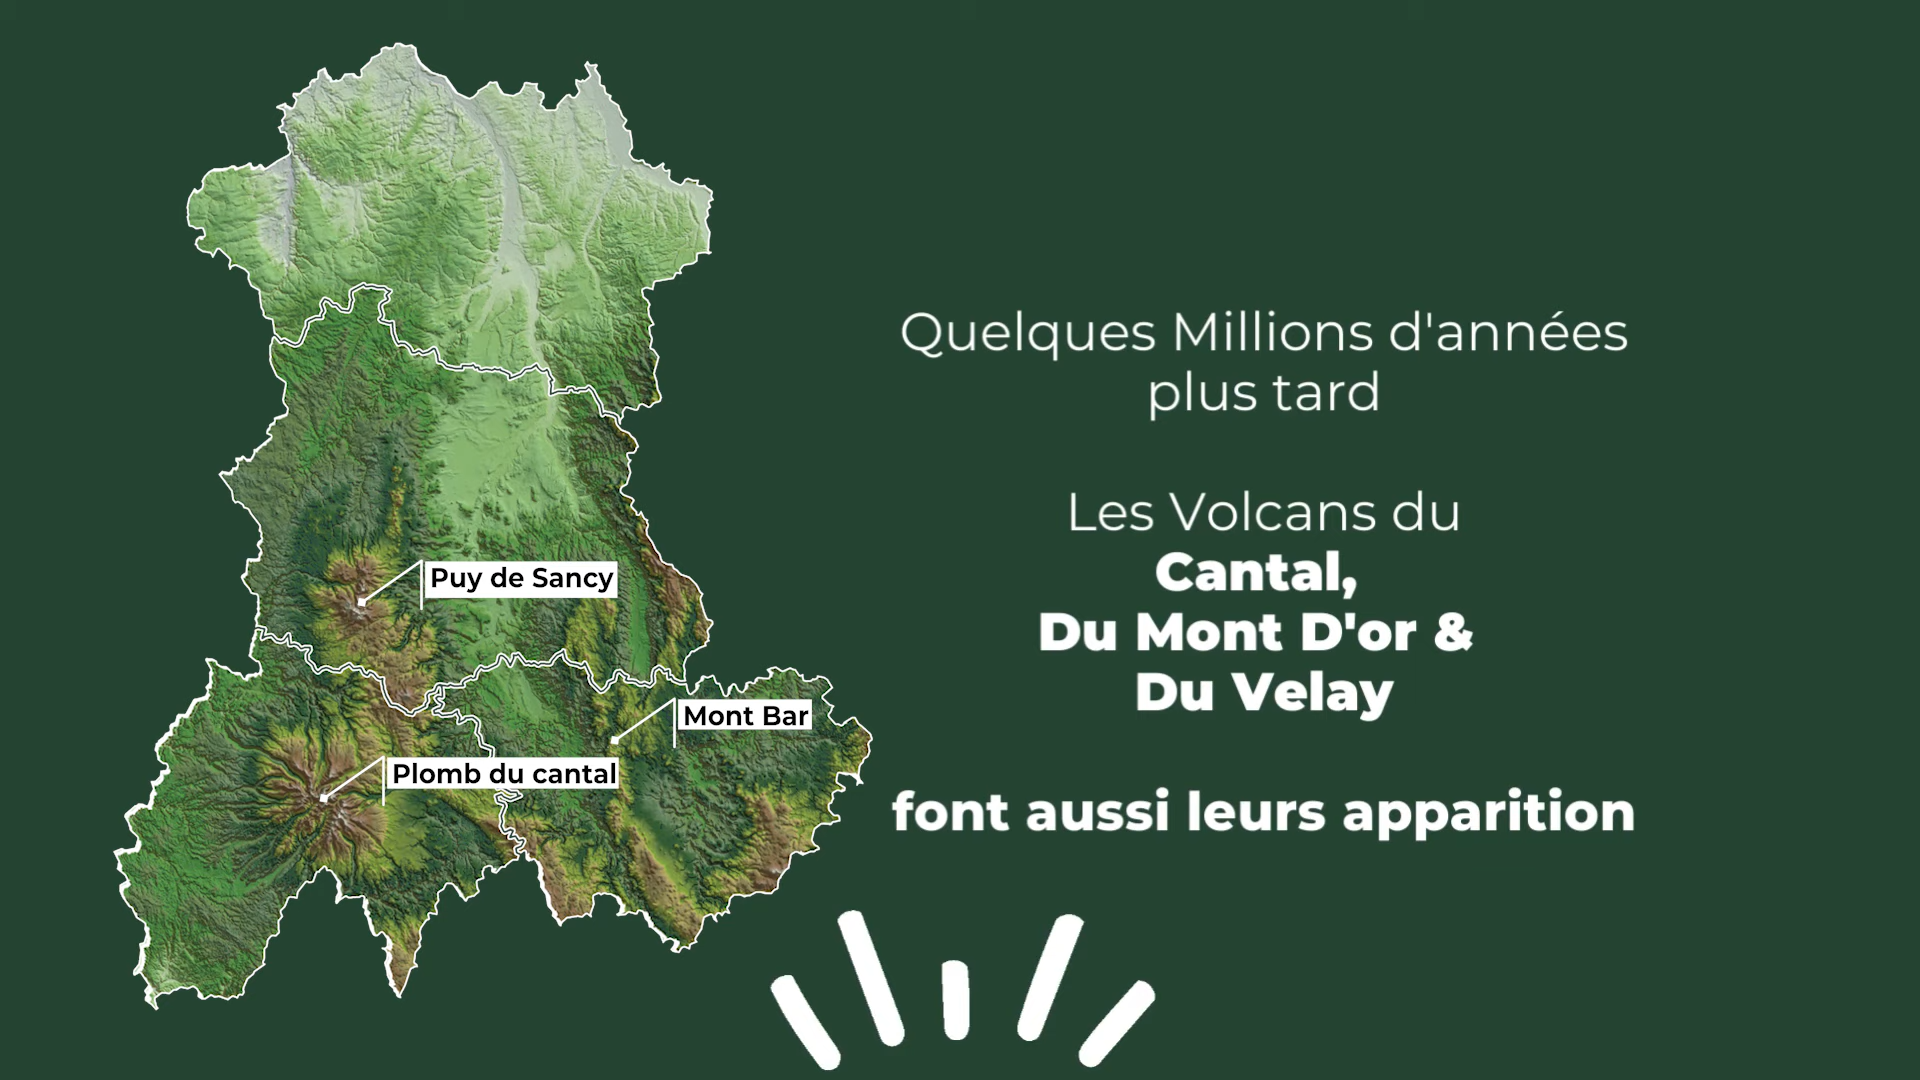 Quelques Millions d'années
plus tard
Les Volcans du
Cantal,
Du Mont D'or &
Du Velay
font aussi leurs apparition
Puy de Sancy
Mont Bar
Plomb du cantal